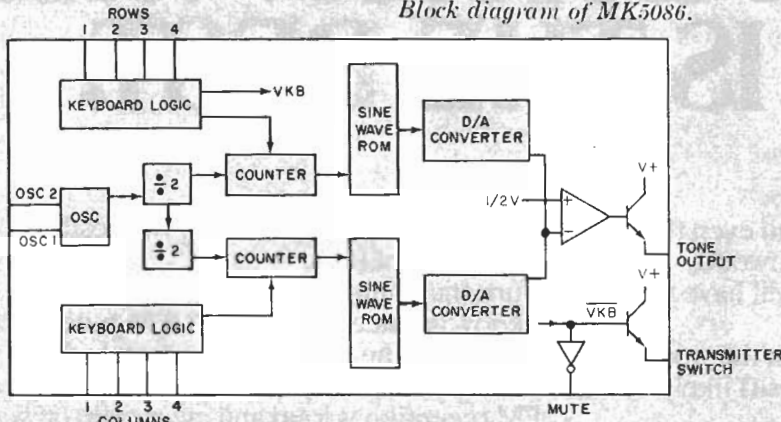 Block diagram of MK5086.
ROWS
1 2 3 4
KEYBOARD LOGIC
VKB
SINE
WAVE
ROM
D/A
CONVERTER
÷2
COUNTER
OSC 2
OSC
OSC 1
1/2V
+
−
V+
TONE
OUTPUT
÷2
COUNTER
SINE
WAVE
ROM
D/A
CONVERTER
KEYBOARD LOGIC
V+
VKB
TRANSMITTER
SWITCH
1 2 3 4
COLUMNS
MUTE